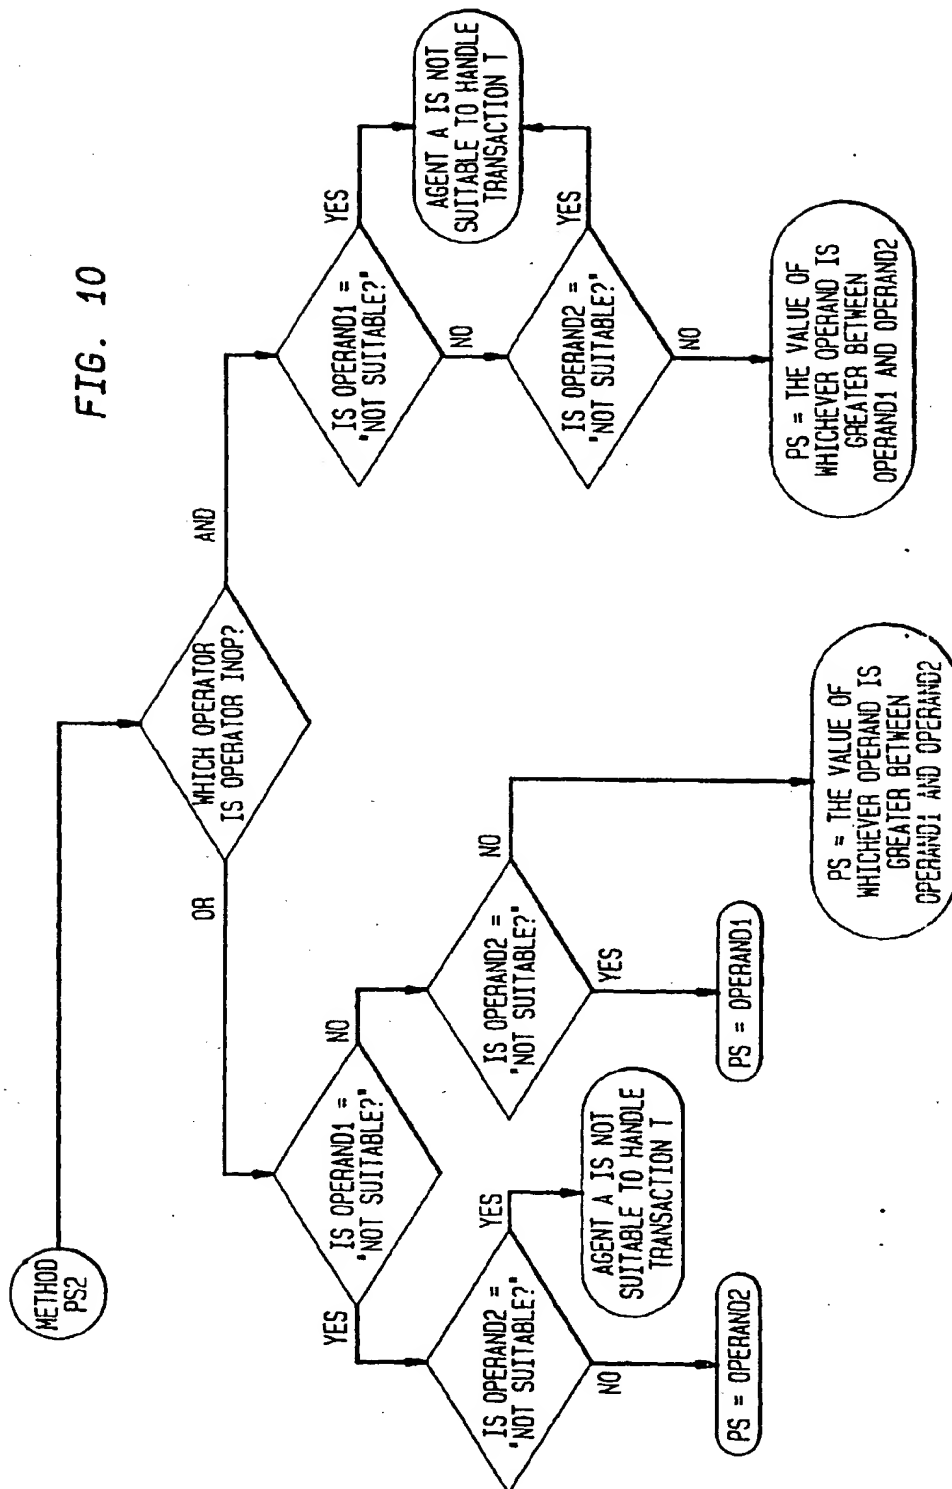 FIG. 10
METHOD
PS2
WHICH OPERATOR
IS OPERATOR INOP?
OR
AND
IS OPERAND1 =
"NOT SUITABLE?"
YES
NO
IS OPERAND2 =
"NOT SUITABLE?"
YES
NO
AGENT A IS NOT
SUITABLE TO HANDLE
TRANSACTION T
PS = OPERAND2
IS OPERAND2 =
"NOT SUITABLE?"
NO
YES
PS = OPERAND1
PS = THE VALUE OF
WHICHEVER OPERAND IS
GREATER BETWEEN
OPERAND1 AND OPERAND2
IS OPERAND1 =
"NOT SUITABLE?"
YES
NO
AGENT A IS NOT
SUITABLE TO HANDLE
TRANSACTION T
IS OPERAND2 =
"NOT SUITABLE?"
YES
NO
PS = THE VALUE OF
WHICHEVER OPERAND IS
GREATER BETWEEN
OPERAND1 AND OPERAND2